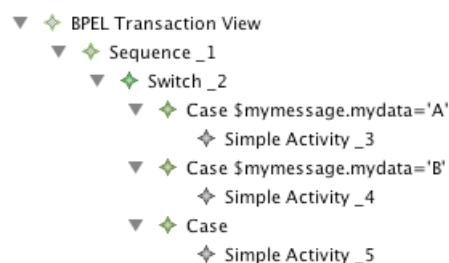 BPEL Transaction View
Sequence _1
Switch _2
Case $mymessage.mydata='A'
Simple Activity _3
Case $mymessage.mydata='B'
Simple Activity _4
Case
Simple Activity _5